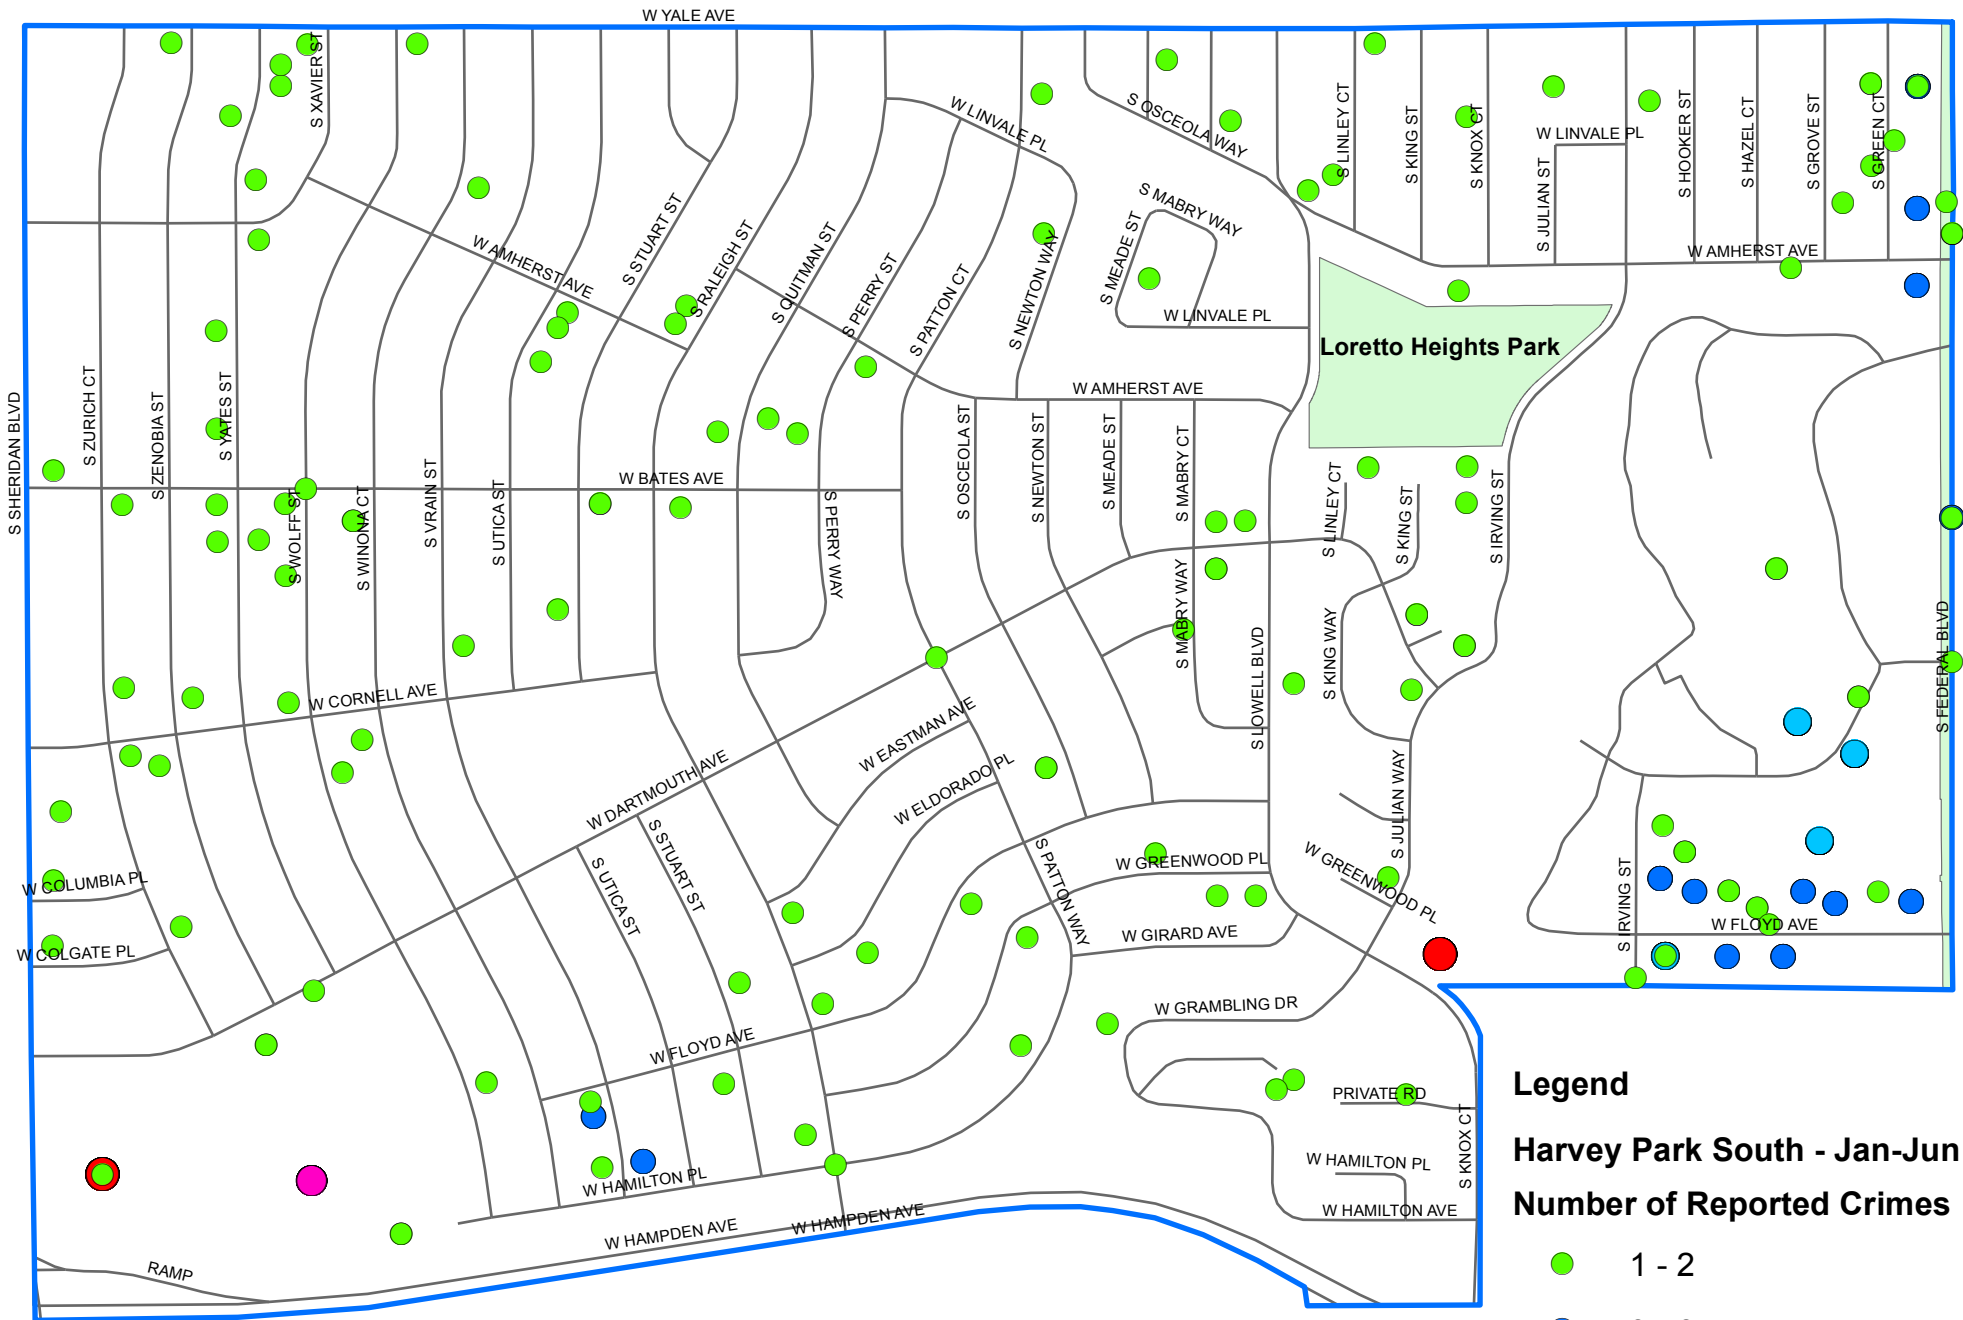 W YALE AVE
S XAVIER ST
W LINVALE PL
S OSCEOLA WAY
S LINLEY CT
S KING ST
S KNOX CT
W LINVALE PL
S JULIAN ST
S HOOKER ST
S HAZEL CT
S GROVE ST
S GREEN CT
W AMHERST AVE
S STUART ST
S RALEIGH ST
S QUITMAN ST
S PERRY ST
S PATTON CT
S NEWTON WAY
S MEADE ST
S MABRY WAY
W LINVALE PL
W AMHERST AVE
Loretto Heights Park
W AMHERST AVE
S SHERIDAN BLVD
S ZURICH CT
S ZENOBIA ST
S YATES ST
S WOLFF ST
S WINONA CT
S VRAIN ST
S UTICA ST
W BATES AVE
S PERRY WAY
S OSCEOLA ST
S NEWTON ST
S MEADE ST
S MABRY CT
S MABRY WAY
S LOWELL BLVD
S LINLEY CT
S KING ST
S IRVING ST
S KING WAY
S FEDERAL BLVD
W CORNELL AVE
W DARTMOUTH AVE
W EASTMAN AVE
W ELDORADO PL
S JULIAN WAY
W COLUMBIA PL
W COLGATE PL
S UTICA ST
S STUART ST
S PATTON WAY
W GREENWOOD PL
W GREENWOOD PL
W GIRARD AVE
S IRVING ST
W FLOYD AVE
W GRAMBLING DR
W FLOYD AVE
PRIVATE RD
S KNOX CT
W HAMILTON PL
W HAMILTON PL
W HAMILTON AVE
W HAMPDEN AVE
W HAMPDEN AVE
RAMP
Legend
Harvey Park South - Jan-Jun
Number of Reported Crimes
1 - 2